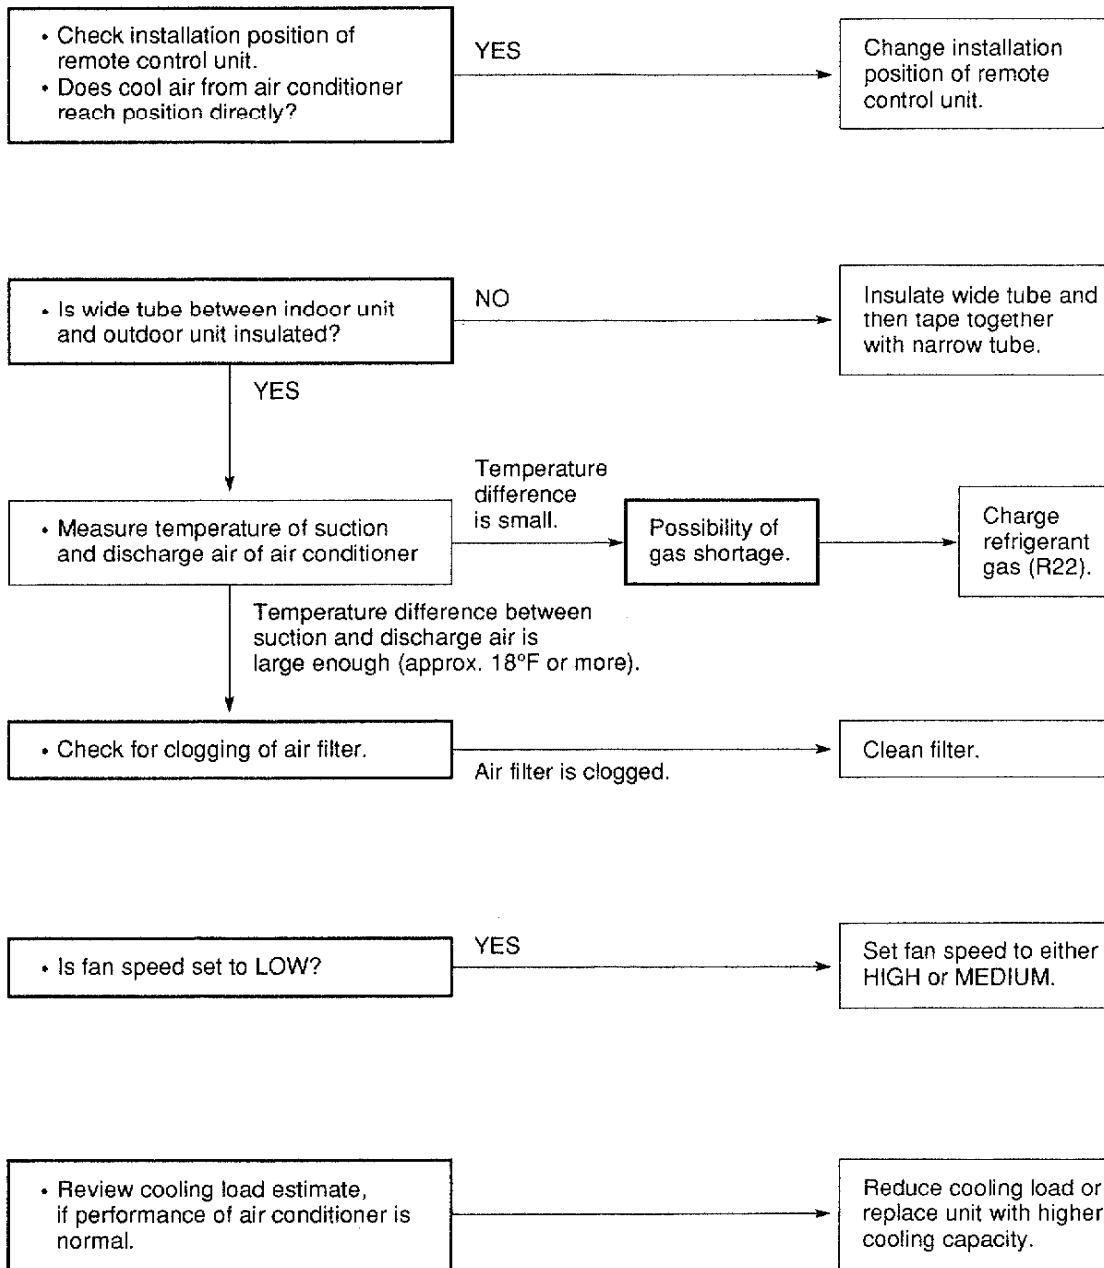 • Check installation position of
remote control unit.
• Does cool air from air conditioner
reach position directly?
YES
Change installation
position of remote
control unit.
• Is wide tube between indoor unit
and outdoor unit insulated?
NO
Insulate wide tube and
then tape together
with narrow tube.
YES
• Measure temperature of suction
and discharge air of air conditioner
Temperature
difference
is small.
Possibility of
gas shortage.
Charge
refrigerant
gas (R22).
Temperature difference between
suction and discharge air is
large enough (approx. 18°F or more).
• Check for clogging of air filter.
Air filter is clogged.
Clean filter.
• Is fan speed set to LOW?
YES
Set fan speed to either
HIGH or MEDIUM.
• Review cooling load estimate,
if performance of air conditioner is
normal.
Reduce cooling load or
replace unit with higher
cooling capacity.